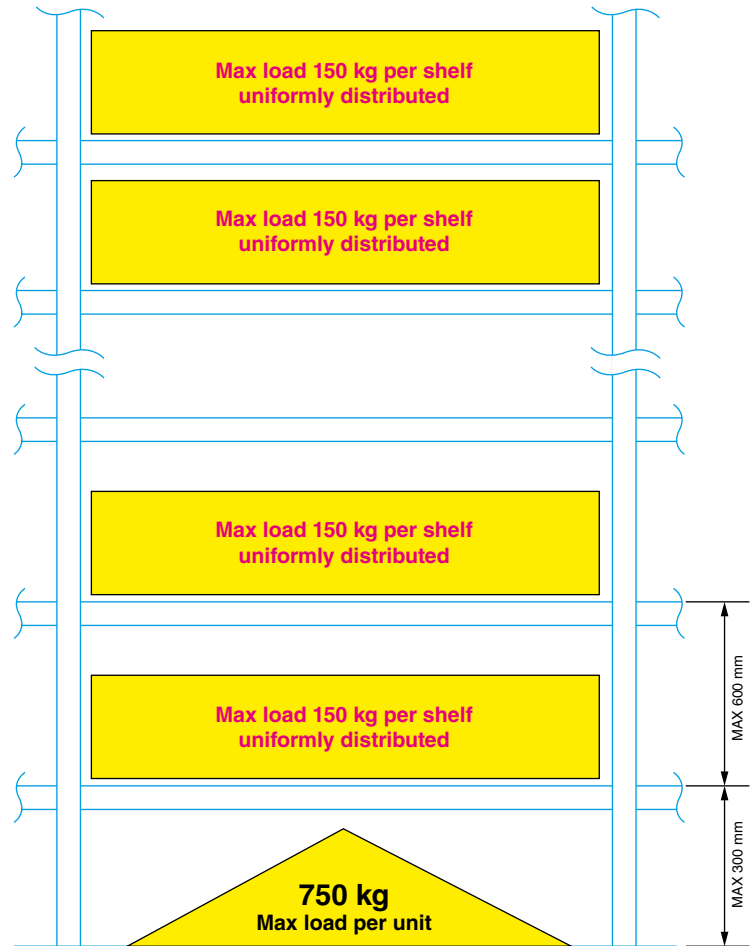 Max load 150 kg per shelf
uniformly distributed
Max load 150 kg per shelf
uniformly distributed
Max load 150 kg per shelf
uniformly distributed
MAX 600 mm
Max load 150 kg per shelf
uniformly distributed
MAX 300 mm
750 kg
Max load per unit